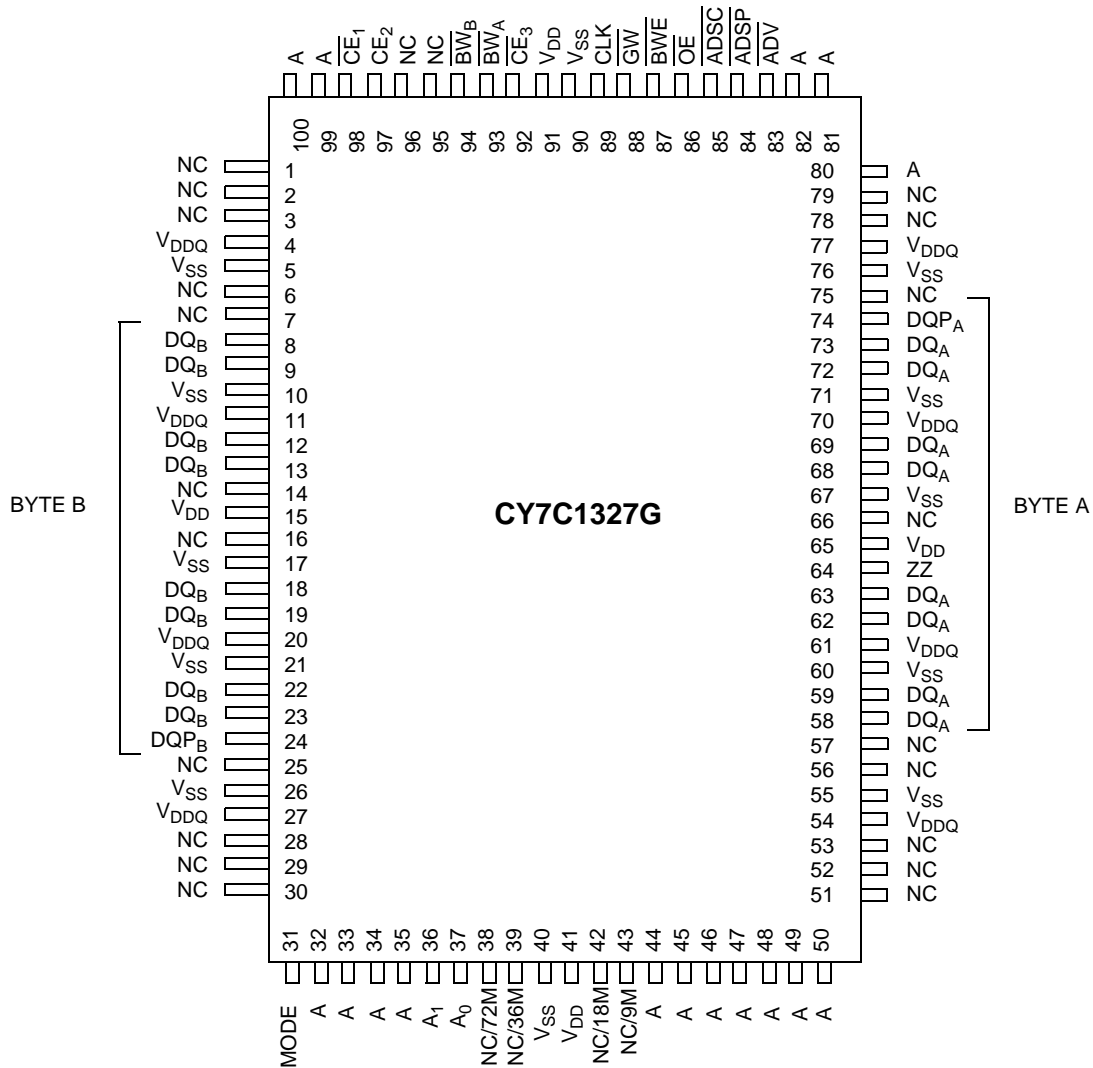 A
A
CE1
CE2
NC
NC
BWB
BWA
CE3
VDD
VSS
CLK
GW
BWE
OE
ADSC
ADSP
ADV
A
A
100
99
98
97
96
95
94
93
92
91
90
89
88
87
86
85
84
83
82
81
NC 1
NC 2
NC 3
VDDQ 4
VSS 5
NC 6
NC 7
DQB 8
DQB 9
VSS 10
VDDQ 11
DQB 12
DQB 13
NC 14
VDD 15
NC 16
VSS 17
DQB 18
DQB 19
VDDQ 20
VSS 21
DQB 22
DQB 23
DQPB 24
NC 25
VSS 26
VDDQ 27
NC 28
NC 29
NC 30
BYTE B
CY7C1327G
80 A
79 NC
78 NC
77 VDDQ
76 VSS
75 NC
74 DQPA
73 DQA
72 DQA
71 VSS
70 VDDQ
69 DQA
68 DQA
67 VSS
66 NC
65 VDD
64 ZZ
63 DQA
62 DQA
61 VDDQ
60 VSS
59 DQA
58 DQA
57 NC
56 NC
55 VSS
54 VDDQ
53 NC
52 NC
51 NC
BYTE A
31
32
33
34
35
36
37
38
39
40
41
42
43
44
45
46
47
48
49
50
MODE
A
A
A
A
A1
A0
NC/72M
NC/36M
VSS
VDD
NC/18M
NC/9M
A
A
A
A
A
A
A